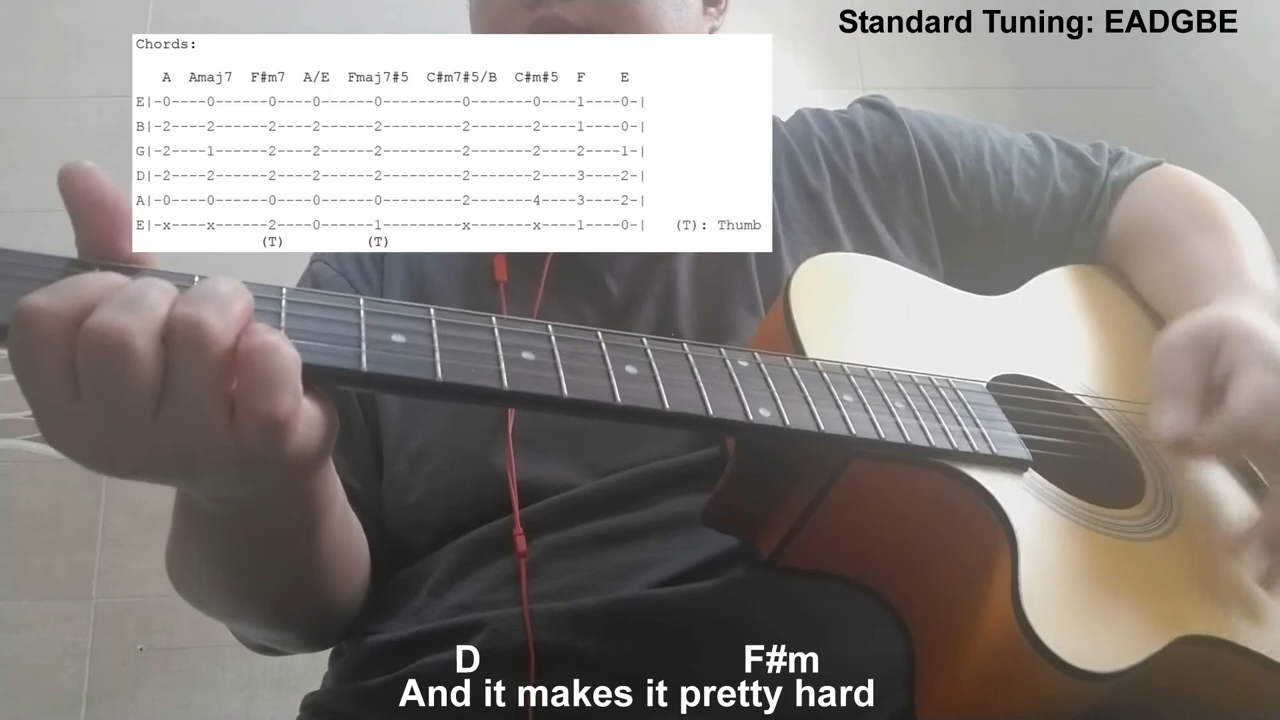 Standard Tuning: EADGBE
Chords:
A Amaj7 F#m7 A/E Fmaj7#5 C#m7#5/B C#m#5 F E
E|-0----0------0----0------0---------0-------0----1----0-|
B|-2----2------2----2------2---------2-------2----1----0-|
G|-2----1------2----2------2---------2-------2----2----1-|
D|-2----2------2----2------2---------2-------2----3----2-|
A|-0----0------0----0------0---------2-------4----3----2-|
E|-x----x------2----0------1---------x-------x----1----0-| (T): Thumb
(T) (T)
D F#m
And it makes it pretty hard